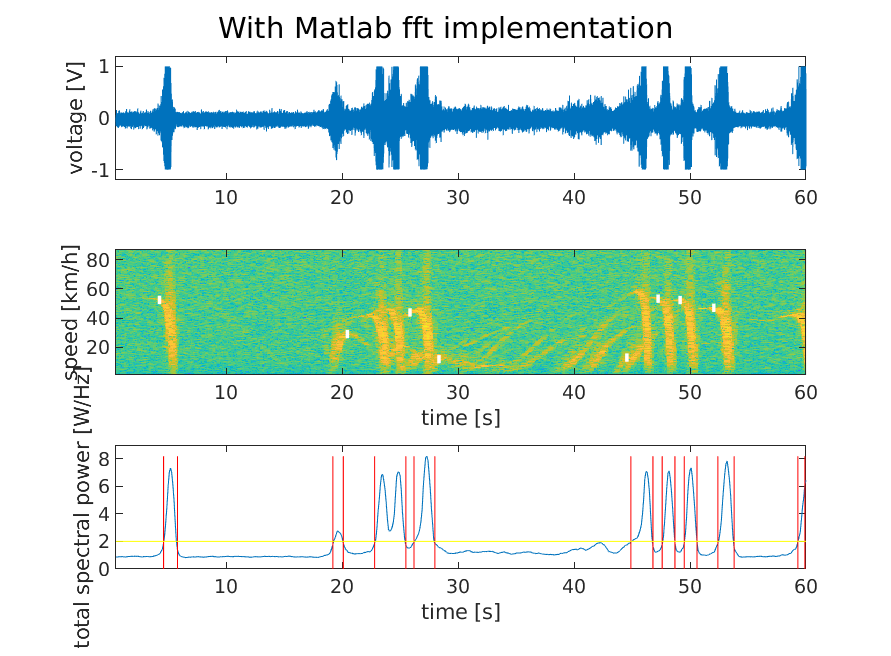 With Matlab fft implementation
voltage [V]
1
0
-1
10 20 30 40 50 60
speed [km/h]
80
60
40
20
10 20 30 40 50 60
time [s]
total spectral power [W/Hz]
8
6
4
2
0
10 20 30 40 50 60
time [s]